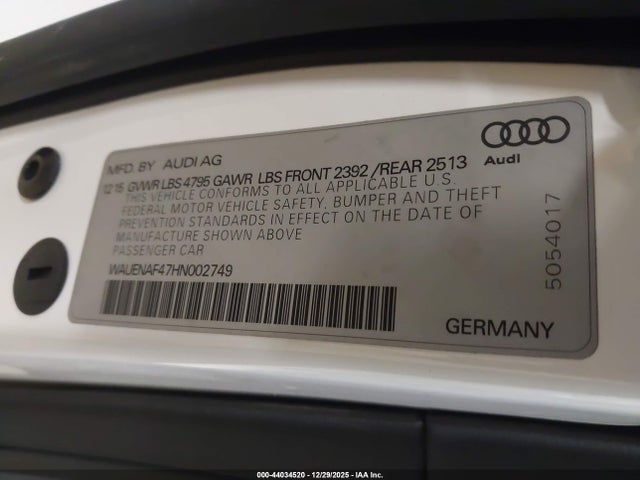 MFD. BY AUDI AG
12 15 GVWR LBS 4795 GAWR LBS FRONT 2392 / REAR 2513
THIS VEHICLE CONFORMS TO ALL APPLICABLE U.S.
FEDERAL MOTOR VEHICLE SAFETY, BUMPER AND THEFT
PREVENTION STANDARDS IN EFFECT ON THE DATE OF
MANUFACTURE SHOWN ABOVE
PASSENGER CAR
WAUENAF47HN002749
GERMANY
Audi
5054017
000-44034520 - 12/29/2025 - IAA Inc.